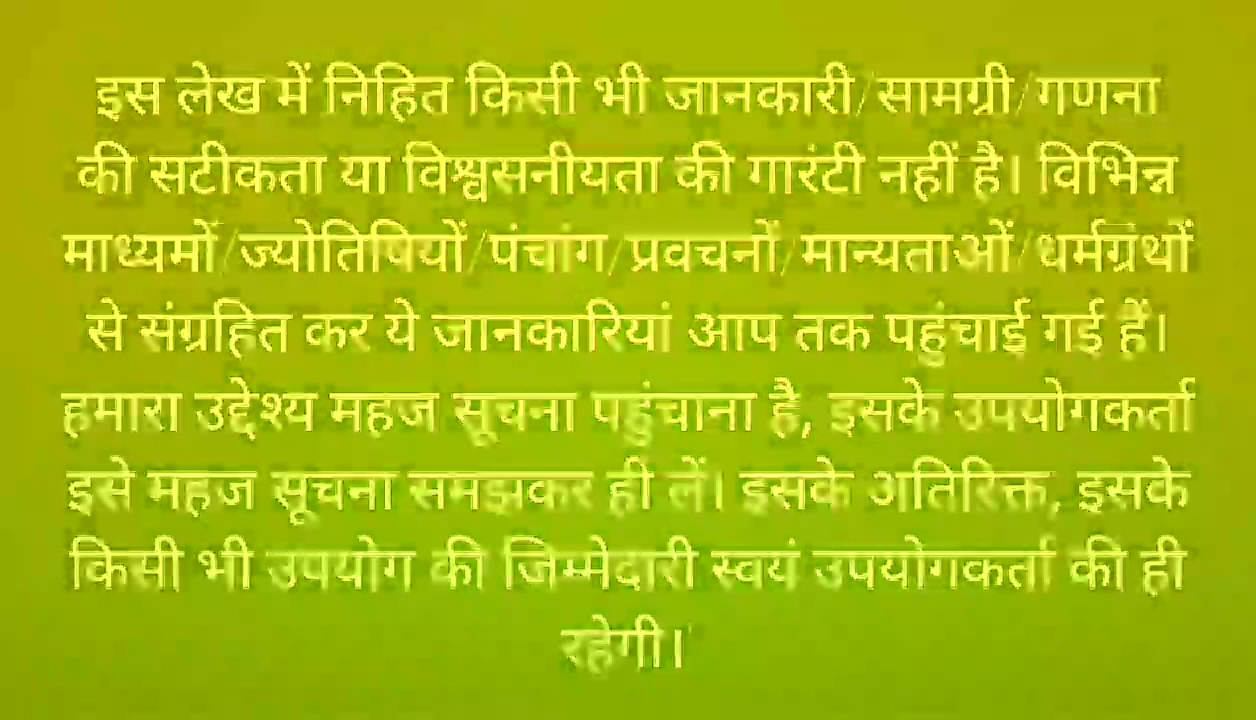 इस लेख में निहित किसी भी जानकारी/सामग्री/गणना
की सटीकता या विश्वसनीयता की गारंटी नहीं है। विभिन्न
माध्यमों/ज्योतिषियों/पंचांग/प्रवचनों/मान्यताओं/धर्मग्रंथों
से संग्रहित कर ये जानकारियां आप तक पहुंचाई गई हैं।
हमारा उद्देश्य महज सूचना पहुंचाना है, इसके उपयोगकर्ता
इसे महज सूचना समझकर ही लें। इसके अतिरिक्त, इसके
किसी भी उपयोग की जिम्मेदारी स्वयं उपयोगकर्ता की ही
रहेगी।'